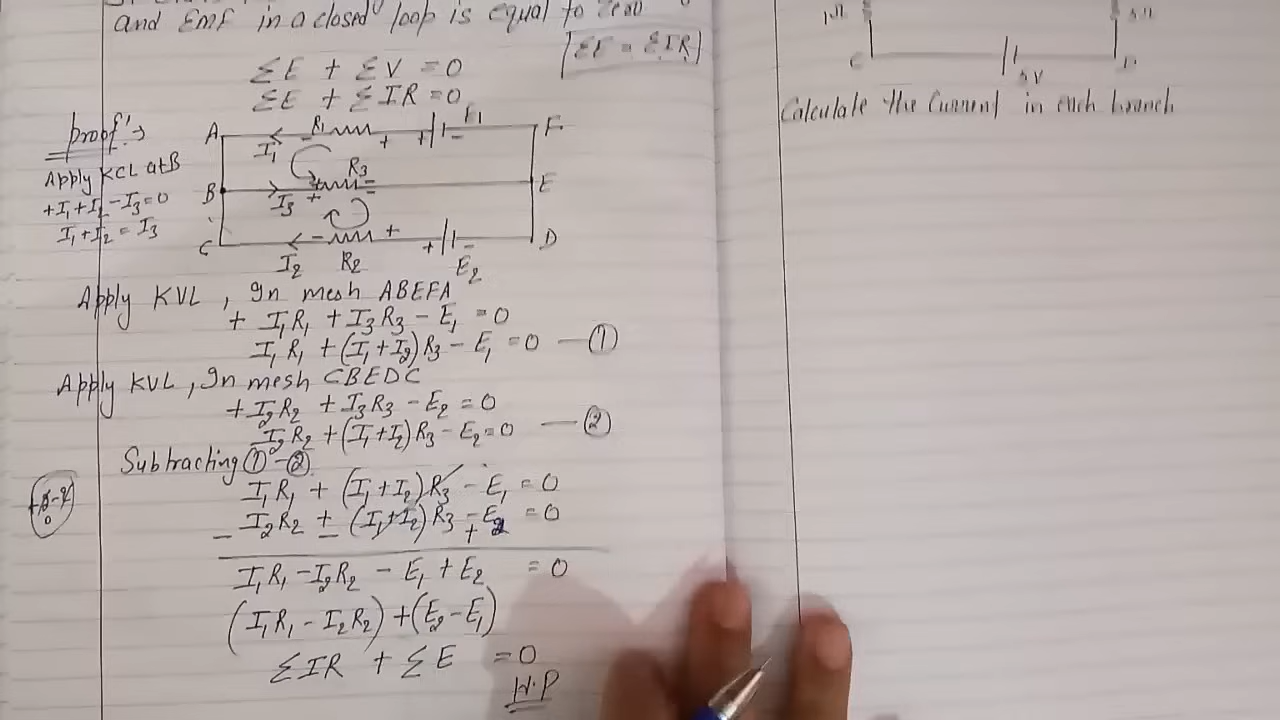 and EMF in a closed loop is equal to zero
ΣE = ΣIR
ΣE + ΣV = 0
ΣE + ΣIR = 0
proof:→
Apply KCL at B
+I₁+I₂-I₃=0
I₁+I₂ = I₃
A I₁ R₁ + + - E₁ F
B I₃ + R₃ - E
C I₂ - R₂ + + - E₂ D
Apply KVL, In mesh ABEFA
+ I₁R₁ + I₃R₃ - E₁ = 0
I₁R₁ + (I₁+I₂)R₃ - E₁ = 0 —①
Apply KVL, In mesh CBEDC
+ I₂R₂ + I₃R₃ - E₂ = 0
I₂R₂ + (I₁+I₂)R₃ - E₂ = 0 —②
Subtracting ① - ②
I₁R₁ + (I₁+I₂)R₃ - E₁ = 0
- I₂R₂ ± (I₁+I₂)R₃ - E₂ = 0
+
I₁R₁ - I₂R₂ - E₁ + E₂ = 0
(I₁R₁ - I₂R₂) + (E₂ - E₁)
ΣIR + ΣE = 0
H.P
C 5V D
Calculate the current in each branch